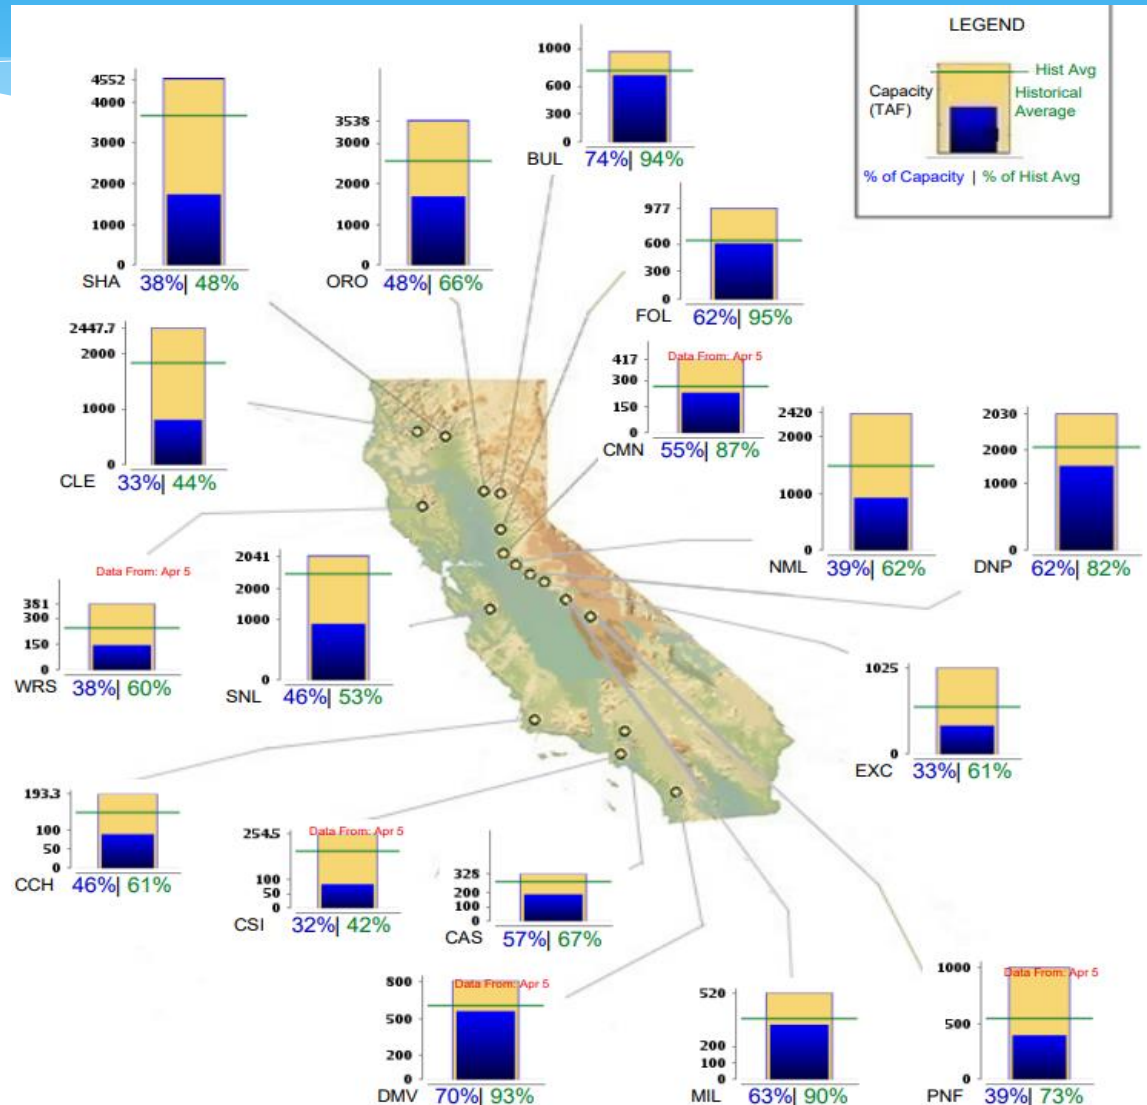 LEGEND
Hist Avg
Capacity
(TAF)
Historical
Average
% of Capacity | % of Hist Avg
4552
4000
3000
2000
1000
0
SHA 38%| 48%
3538
3000
2000
1000
0
ORO 48%| 66%
1000
600
300
0
BUL 74%| 94%
977
600
300
0
FOL 62%| 95%
2447.7
2000
1000
0
CLE 33%| 44%
Data From: Apr 5
417
300
150
0
CMN 55%| 87%
2420
2000
1000
0
NML 39%| 62%
2030
2000
1000
0
DNP 62%| 82%
Data From: Apr 5
381
300
150
0
WRS 38%| 60%
2041
2000
1000
0
SNL 46%| 53%
1025
0
EXC 33%| 61%
193.3
100
50
0
CCH 46%| 61%
Data From: Apr 5
254.5
100
50
0
CSI 32%| 42%
328
200
100
0
CAS 57%| 67%
Data From: Apr 5
800
500
200
0
DMV 70%| 93%
520
200
100
0
MIL 63%| 90%
Data From: Apr 5
1000
500
0
PNF 39%| 73%